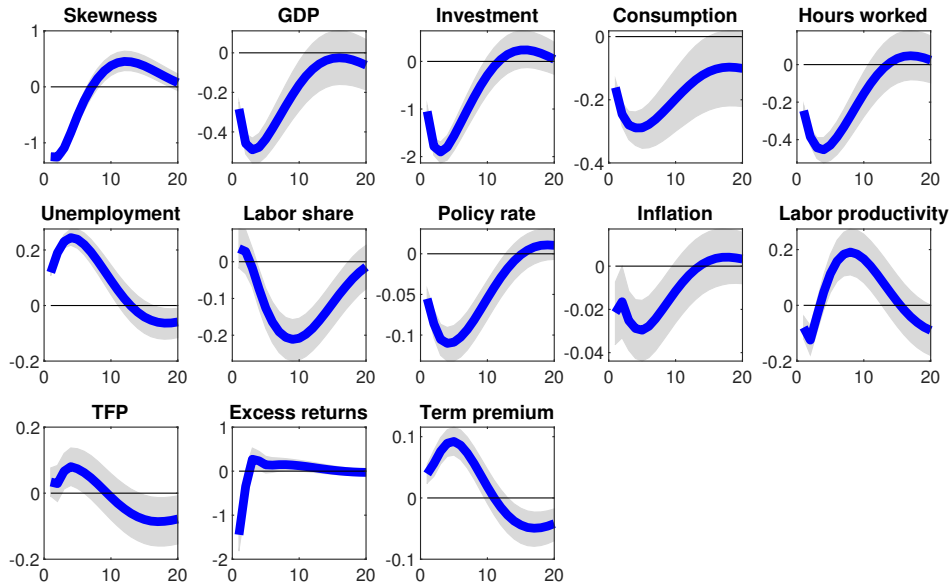 Skewness GDP Investment Consumption Hours worked
1 0 -1
0 -0.2 -0.4
0 -1 -2
0 -0.2 -0.4
0.2 0 -0.2 -0.4
0 10 20 0 10 20 0 10 20 0 10 20 0 10 20
Unemployment Labor share Policy rate Inflation Labor productivity
0.2 0 -0.2
0 -0.1 -0.2
0 -0.05 -0.1
0 -0.02 -0.04
0.2 0 -0.2
0 10 20 0 10 20 0 10 20 0 10 20 0 10 20
TFP Excess returns Term premium
0.2 0 -0.2
1 0 -1 -2
0.1 0 -0.1
0 10 20 0 10 20 0 10 20